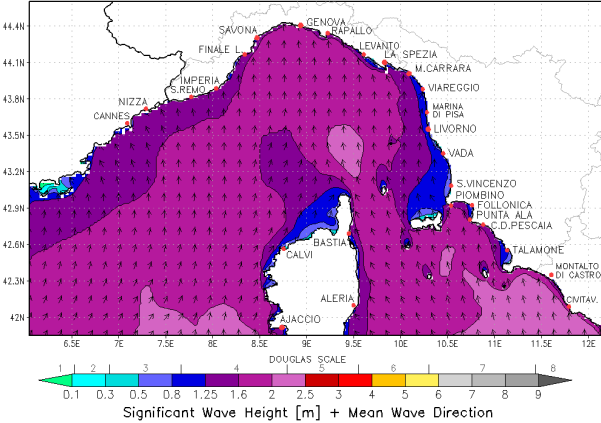 44.4N
44.1N
43.8N
43.5N
43.2N
42.9N
42.6N
42.3N
42N
GENOVA
SAVONA
RAPALLO
FINALE L.
LEVANTO
LA SPEZIA
M.CARRARA
IMPERIA
S.REMO
VIAREGGIO
NIZZA
MARINA
DI PISA
CANNES
LIVORNO
VADA
S.VINCENZO
PIOMBINO
FOLLONICA
PUNTA ALA
C.D.PESCAIA
BASTIA
TALAMONE
CALVI
MONTALTO
DI CASTRO
ALERIA
CIVITAV.
AJACCIO
6.5E 7E 7.5E 8E 8.5E 9E 9.5E 10E 10.5E 11E 11.5E 12E
DOUGLAS SCALE
1 2 3 4 5 6 7 8
0.1 0.3 0.5 0.8 1.25 1.6 2 2.5 3 4 5 6 7 8 9
Significant Wave Height [m] + Mean Wave Direction